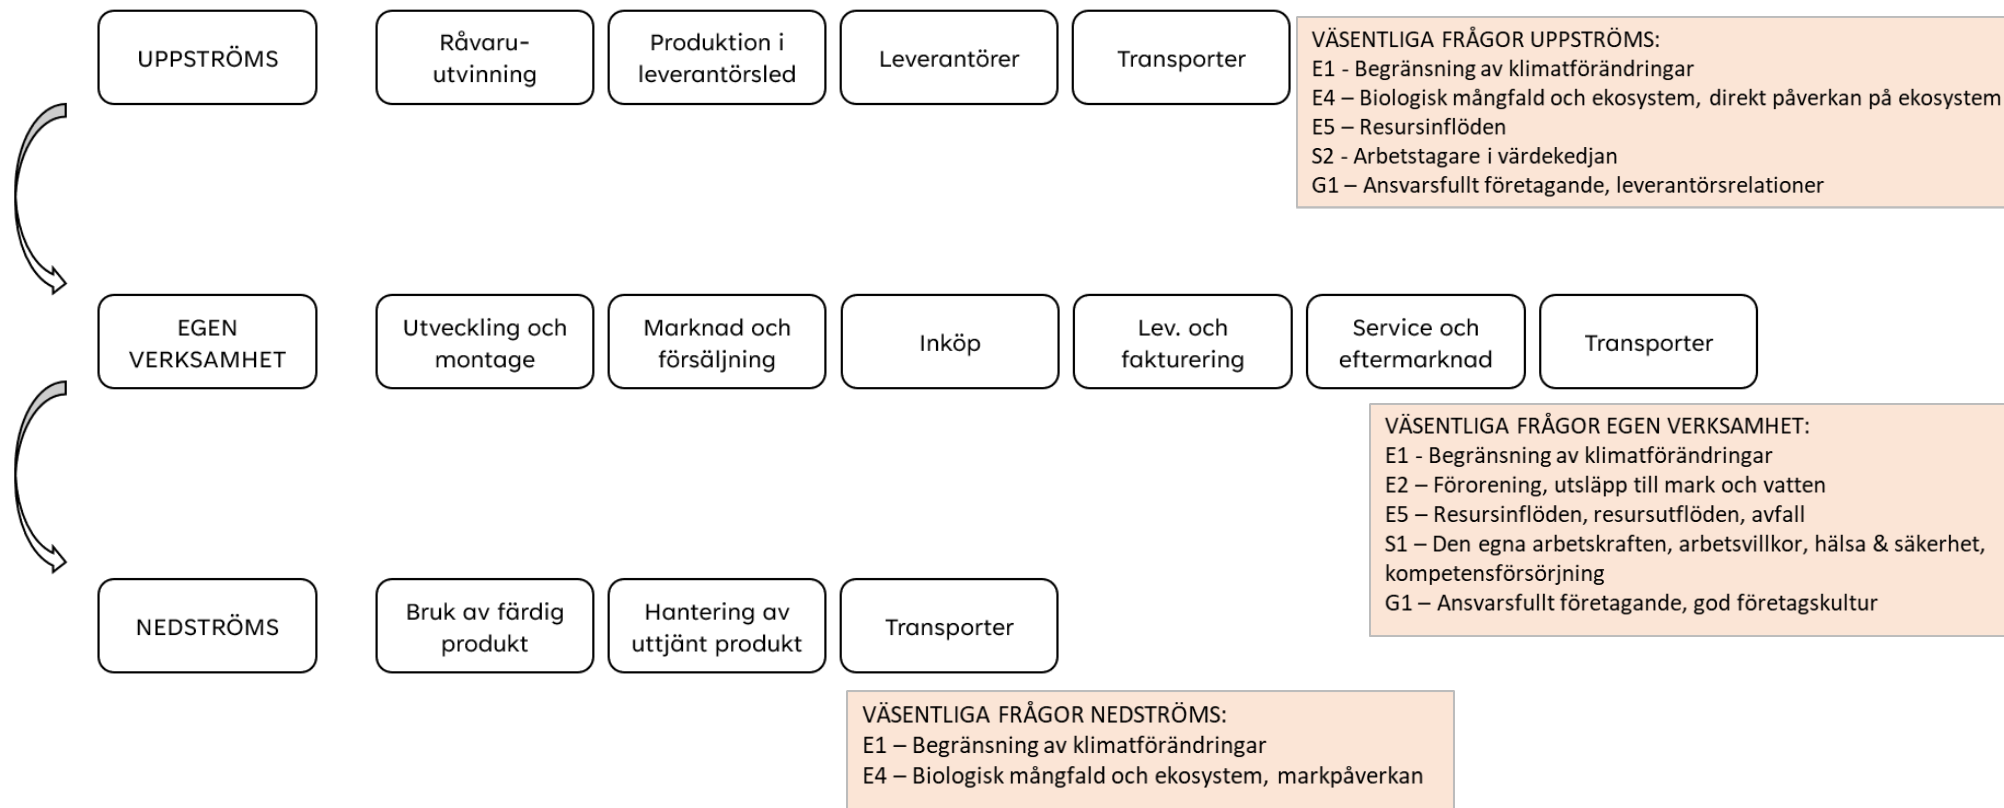 UPPSTRÖMS
Råvaru-
utvinning
Produktion i
leverantörsled
Leverantörer
Transporter
VÄSENTLIGA FRÅGOR UPPSTRÖMS:
E1 - Begränsning av klimatförändringar
E4 – Biologisk mångfald och ekosystem, direkt påverkan på ekosystem
E5 – Resursinflöden
S2 - Arbetstagare i värdekedjan
G1 – Ansvarsfullt företagande, leverantörsrelationer
EGEN
VERKSAMHET
Utveckling och
montage
Marknad och
försäljning
Inköp
Lev. och
fakturering
Service och
eftermarknad
Transporter
VÄSENTLIGA FRÅGOR EGEN VERKSAMHET:
E1 - Begränsning av klimatförändringar
E2 – Förorening, utsläpp till mark och vatten
E5 – Resursinflöden, resursutflöden, avfall
S1 – Den egna arbetskraften, arbetsvillkor, hälsa & säkerhet,
kompetensförsörjning
G1 – Ansvarsfullt företagande, god företagskultur
NEDSTRÖMS
Bruk av färdig
produkt
Hantering av
uttjänt produkt
Transporter
VÄSENTLIGA FRÅGOR NEDSTRÖMS:
E1 – Begränsning av klimatförändringar
E4 – Biologisk mångfald och ekosystem, markpåverkan